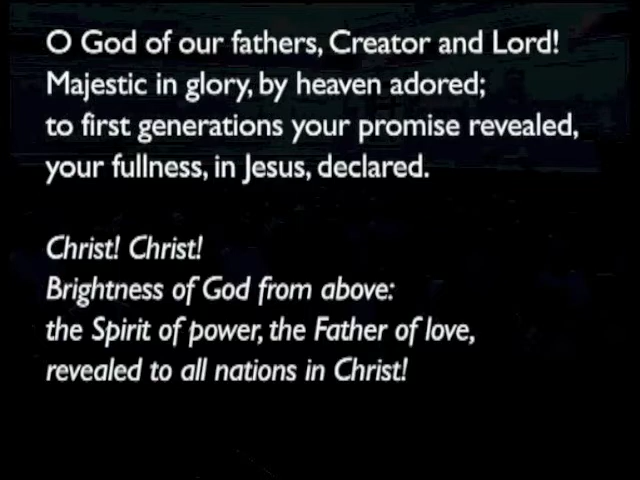 O God of our fathers, Creator and Lord!
Majestic in glory, by heaven adored;
to first generations your promise revealed,
your fullness, in Jesus, declared.
Christ! Christ!
Brightness of God from above:
the Spirit of power, the Father of love,
revealed to all nations in Christ!